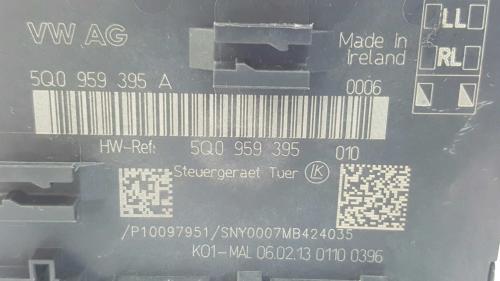 VW AG
Made in
Ireland
LL
RL
5Q0 959 395 A
0006
HW-Ref: 5Q0 959 395 010
Steuergeraet Tuer LK
/P10097951/SNY0007MB424035
K01-MAL 06.02.13 0110 0396